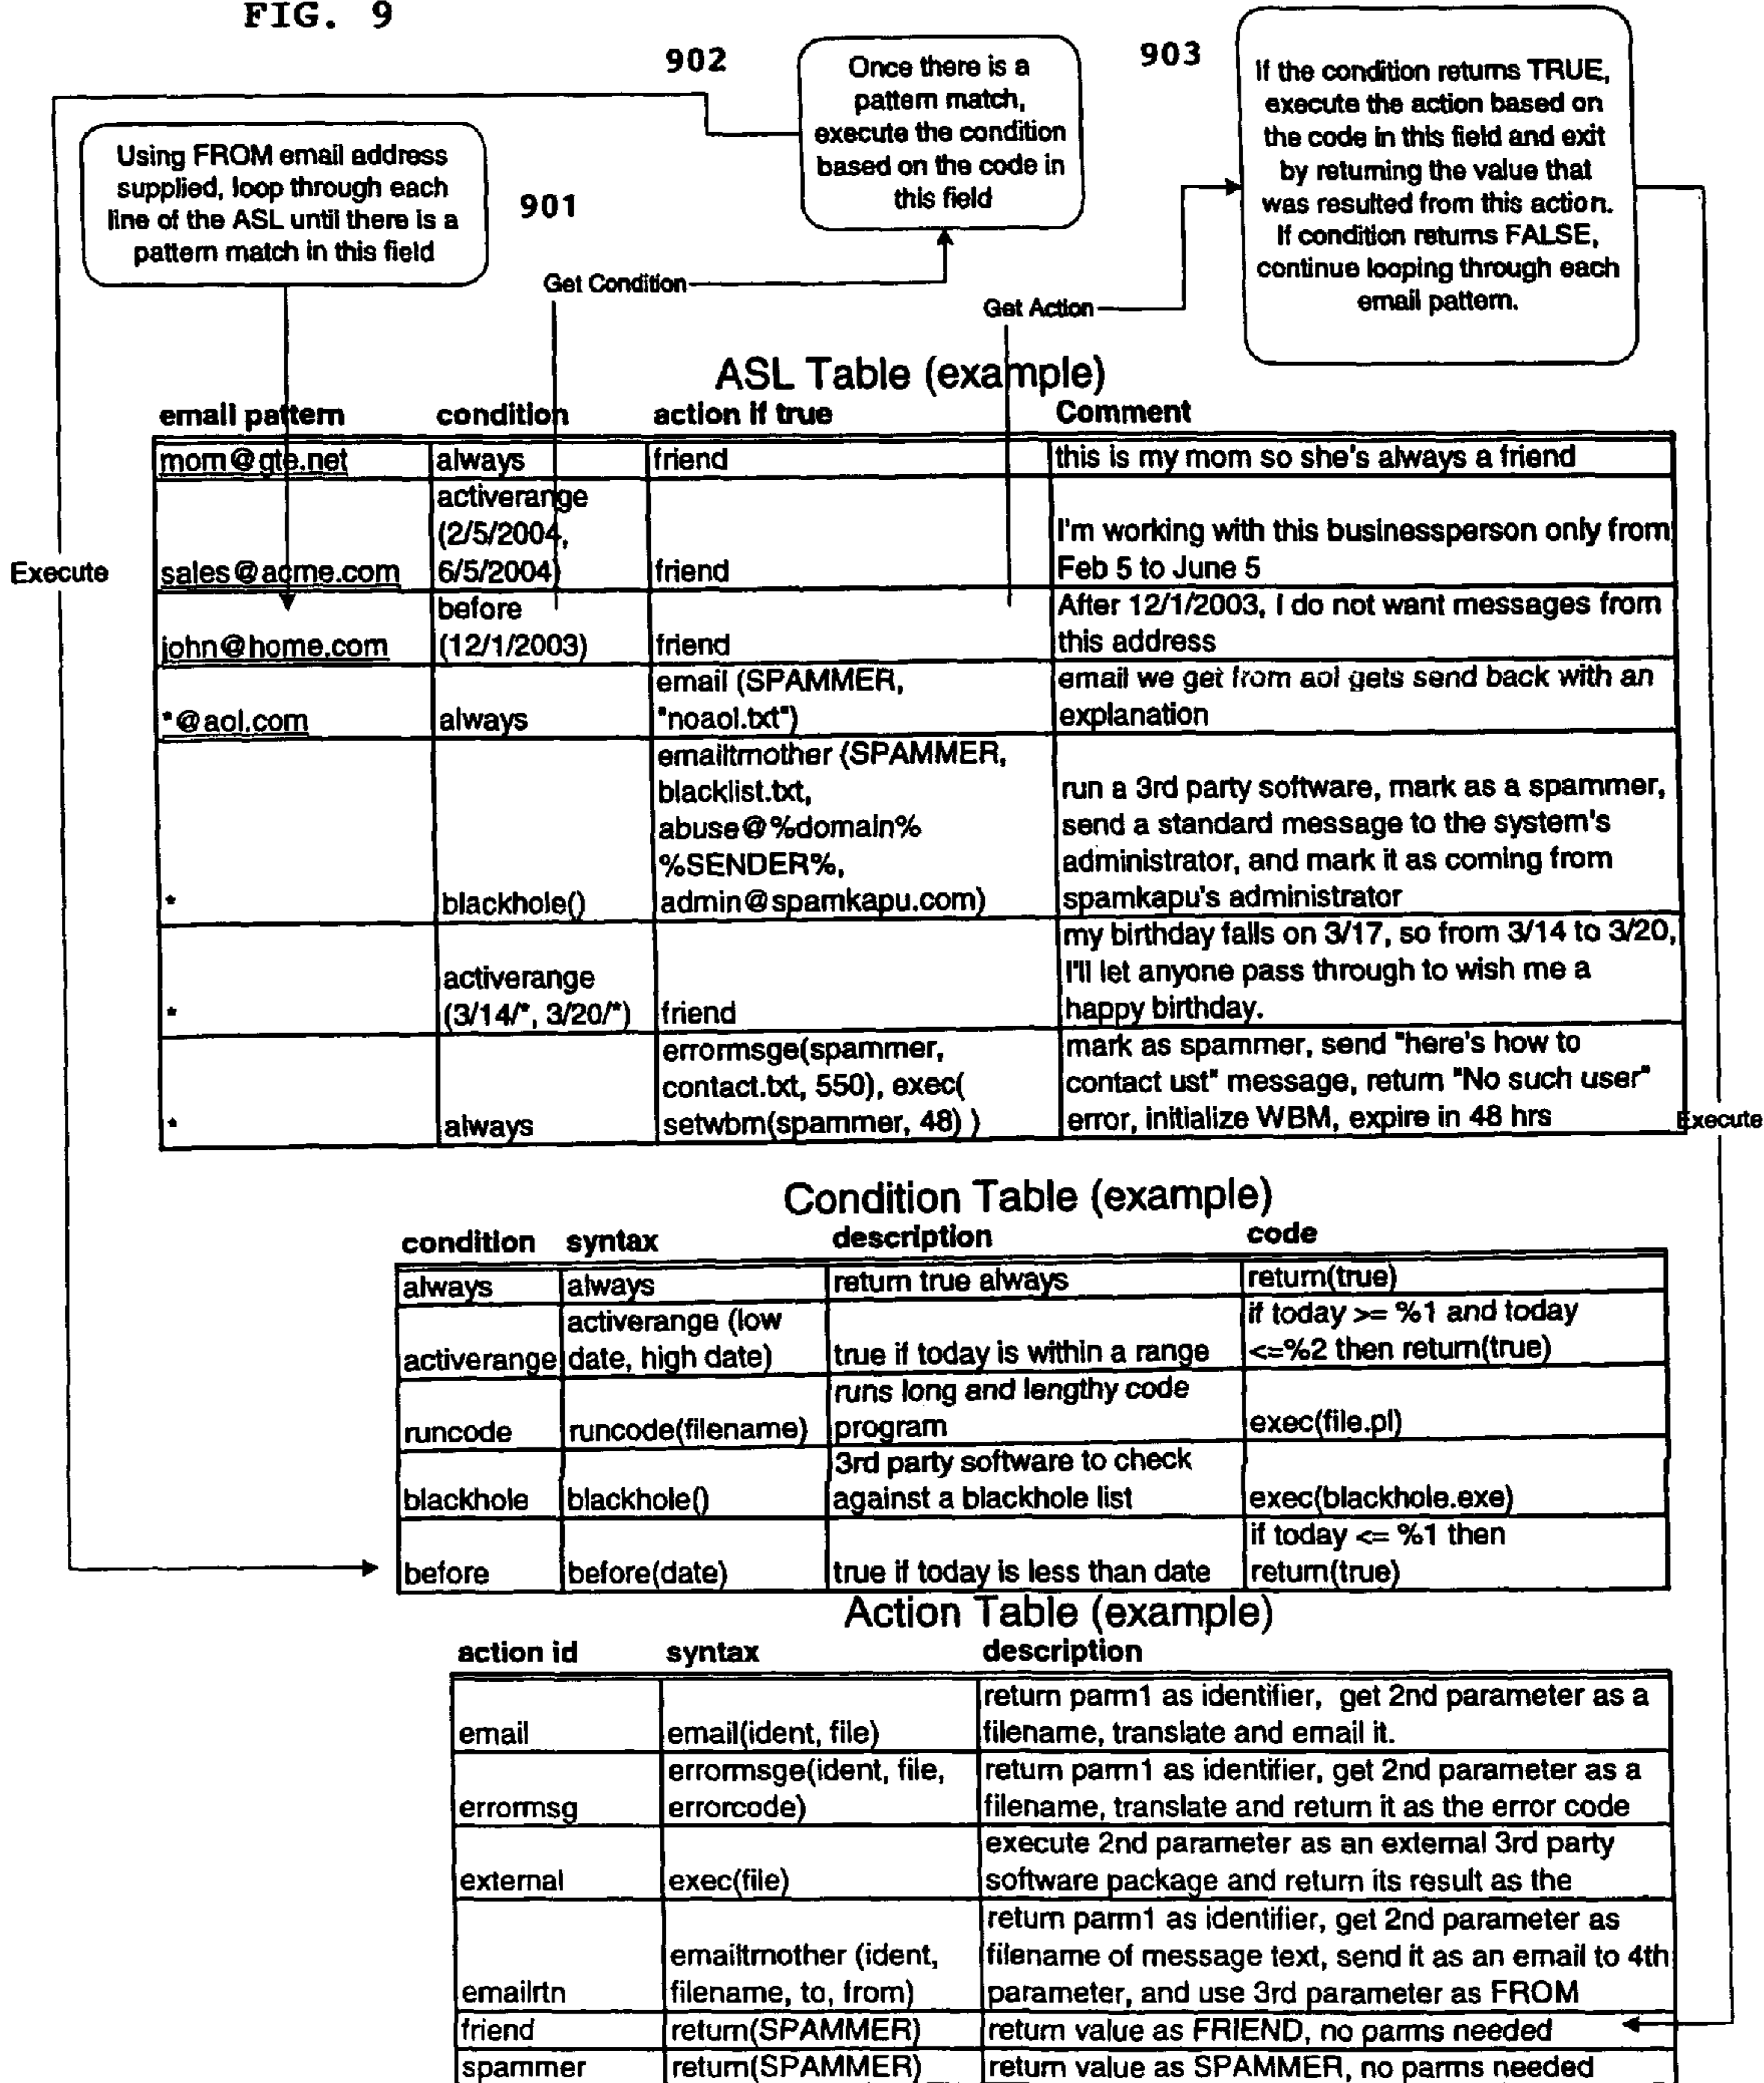 FIG. 9
902
903
Once there is a
pattern match,
execute the condition
based on the code in
this field
If the condition returns TRUE,
execute the action based on
the code in this field and exit
by returning the value that
was resulted from this action.
If condition returns FALSE,
continue looping through each
email pattern.
Using FROM email address
supplied, loop through each
line of the ASL until there is a
pattern match in this field
901
Get Condition
Get Action
ASL Table (example)
email pattern condition action if true Comment
mom@gte.net always friend this is my mom so she's always a friend
activerange
(2/5/2004,
6/5/2004)
sales@acme.com friend
I'm working with this businessperson only from
Feb 5 to June 5
Execute
before
(12/1/2003)
john@home.com friend
After 12/1/2003, I do not want messages from
this address
*@aol.com always
email (SPAMMER,
"noaol.txt")
email we get from aol gets send back with an
explanation
* blackhole()
emailtrnother (SPAMMER,
blacklist.txt,
abuse@%domain%
%SENDER%,
admin@spamkapu.com)
run a 3rd party software, mark as a spammer,
send a standard message to the system's
administrator, and mark it as coming from
spamkapu's administrator
*
activerange
(3/14/*, 3/20/*)
friend
my birthday falls on 3/17, so from 3/14 to 3/20,
I'll let anyone pass through to wish me a
happy birthday.
* always
errormsge(spammer,
contact.txt, 550), exec(
setwbm(spammer, 48) )
mark as spammer, send "here's how to
contact ust" message, return "No such user"
error, initialize WBM, expire in 48 hrs
Execute
Condition Table (example)
condition syntax description code
always always return true always return(true)
activerange
activerange (low
date, high date)
true if today is within a range
if today >= %1 and today
<=%2 then return(true)
runcode runcode(filename)
runs long and lengthy code
program
exec(file.pl)
blackhole blackhole()
3rd party software to check
against a blackhole list
exec(blackhole.exe)
before before(date) true if today is less than date
if today <= %1 then
return(true)
Action Table (example)
action id syntax description
email email(ident, file)
return parm1 as identifier, get 2nd parameter as a
filename, translate and email it.
errormsg
errormsge(ident, file,
errorcode)
return parm1 as identifier, get 2nd parameter as a
filename, translate and return it as the error code
external exec(file)
execute 2nd parameter as an external 3rd party
software package and return its result as the
emailrtn
emailtrnother (ident,
filename, to, from)
return parm1 as identifier, get 2nd parameter as
filename of message text, send it as an email to 4th
parameter, and use 3rd parameter as FROM
friend return(SPAMMER) return value as FRIEND, no parms needed
spammer return(SPAMMER) return value as SPAMMER, no parms needed